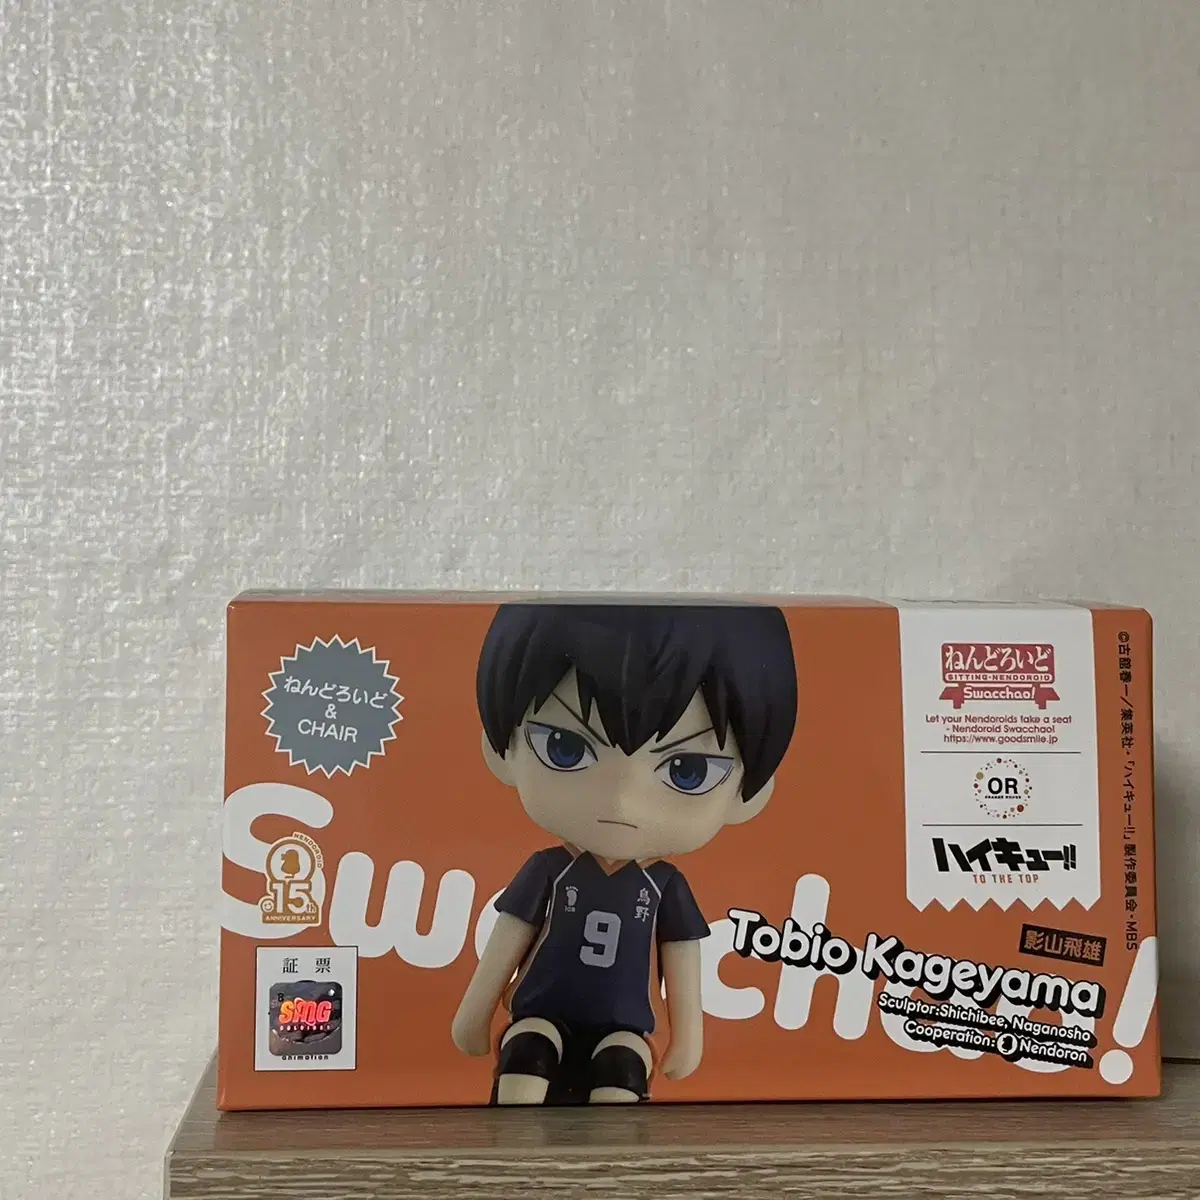 ねんどろいど
&
CHAIR
Swacchao!
NENDOROID
15th
ANNIVERSARY
証票
SMG
HOLDINGS
animation
烏野
9
Tobio Kageyama
影山飛雄
Sculptor:Shichibee, Naganosho
Cooperation: Nendoron
ねんどろいど
SITTING-NENDOROID
Swacchao!
Let your Nendoroids take a seat
- Nendoroid Swacchao!
https://www.goodsmile.jp
OR
ORANGE ROUGE
ハイキュー!!
TO THE TOP
©古舘春一/集英社・「ハイキュー!!」製作委員会・MBS